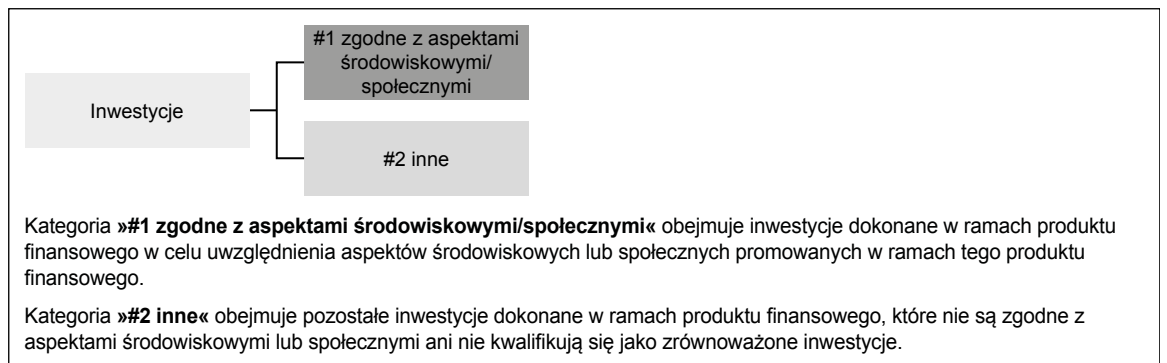 #1 zgodne z aspektami
środowiskowymi/
społecznymi
Inwestycje
#2 inne
Kategoria »#1 zgodne z aspektami środowiskowymi/społecznymi« obejmuje inwestycje dokonane w ramach produktu
finansowego w celu uwzględnienia aspektów środowiskowych lub społecznych promowanych w ramach tego produktu
finansowego.
Kategoria »#2 inne« obejmuje pozostałe inwestycje dokonane w ramach produktu finansowego, które nie są zgodne z
aspektami środowiskowymi lub społecznymi ani nie kwalifikują się jako zrównoważone inwestycje.